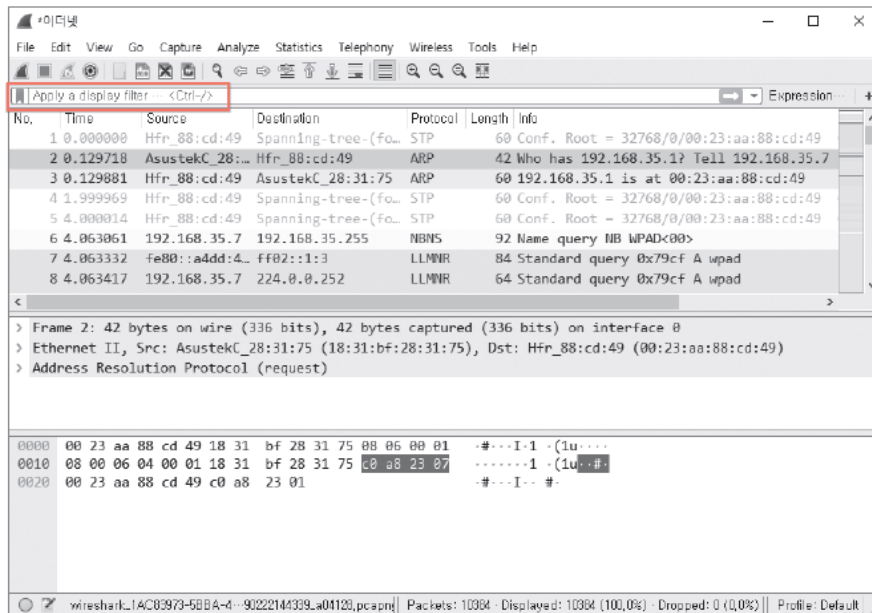 *이더넷
File Edit View Go Capture Analyze Statistics Telephony Wireless Tools Help
Apply a display filter ··· <Ctrl-/> Expression··· +
No. Time Source Destination Protocol Length Info
1 0.000000 Hfr_88:cd:49 Spanning-tree-(fo… STP 60 Conf. Root = 32768/0/00:23:aa:88:cd:49
2 0.129718 AsustekC_28:… Hfr_88:cd:49 ARP 42 Who has 192.168.35.1? Tell 192.168.35.7
3 0.129881 Hfr_88:cd:49 AsustekC_28:31:75 ARP 60 192.168.35.1 is at 00:23:aa:88:cd:49
4 1.999969 Hfr_88:cd:49 Spanning-tree-(fo… STP 60 Conf. Root = 32768/0/00:23:aa:88:cd:49
5 4.000014 Hfr_88:cd:49 Spanning-tree-(fo… STP 60 Conf. Root = 32768/0/00:23:aa:88:cd:49
6 4.063061 192.168.35.7 192.168.35.255 NBNS 92 Name query NB WPAD<00>
7 4.063332 fe80::a4dd:4… ff02::1:3 LLMNR 84 Standard query 0x79cf A wpad
8 4.063417 192.168.35.7 224.0.0.252 LLMNR 64 Standard query 0x79cf A wpad
> Frame 2: 42 bytes on wire (336 bits), 42 bytes captured (336 bits) on interface 0
> Ethernet II, Src: AsustekC_28:31:75 (18:31:bf:28:31:75), Dst: Hfr_88:cd:49 (00:23:aa:88:cd:49)
> Address Resolution Protocol (request)
0000 00 23 aa 88 cd 49 18 31 bf 28 31 75 08 06 00 01 ·#···I·1 ·(1u····
0010 08 00 06 04 00 01 18 31 bf 28 31 75 c0 a8 23 07 ·······1 ·(1u··#·
0020 00 23 aa 88 cd 49 c0 a8 23 01 ·#···I·· #·
wireshark_1AC83973-5BBA-4···90222144339_a04128.pcapng Packets: 10384 · Displayed: 10384 (100.0%) · Dropped: 0 (0.0%) Profile: Default